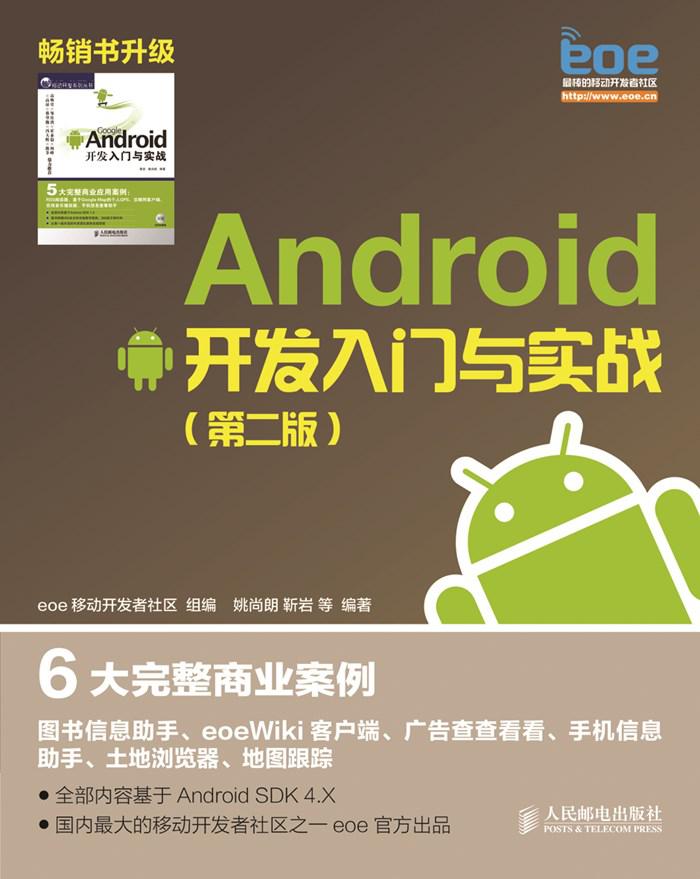 畅销书升级
eoe
最棒的移动开发者社区
http://www.eoe.cn
Google
Android
开发入门与实战
5大完整商业应用案例：
人民邮电出版社
Android
开发入门与实战
（第二版）
eoe 移动开发者社区 组编 姚尚朗 靳岩 等 编著
6大完整商业案例
图书信息助手、eoeWiki 客户端、广告查查看看、手机信息
助手、土地浏览器、地图跟踪
● 全部内容基于 Android SDK 4.X
● 国内最大的移动开发者社区之一 eoe 官方出品
人民邮电出版社
POSTS & TELECOM PRESS